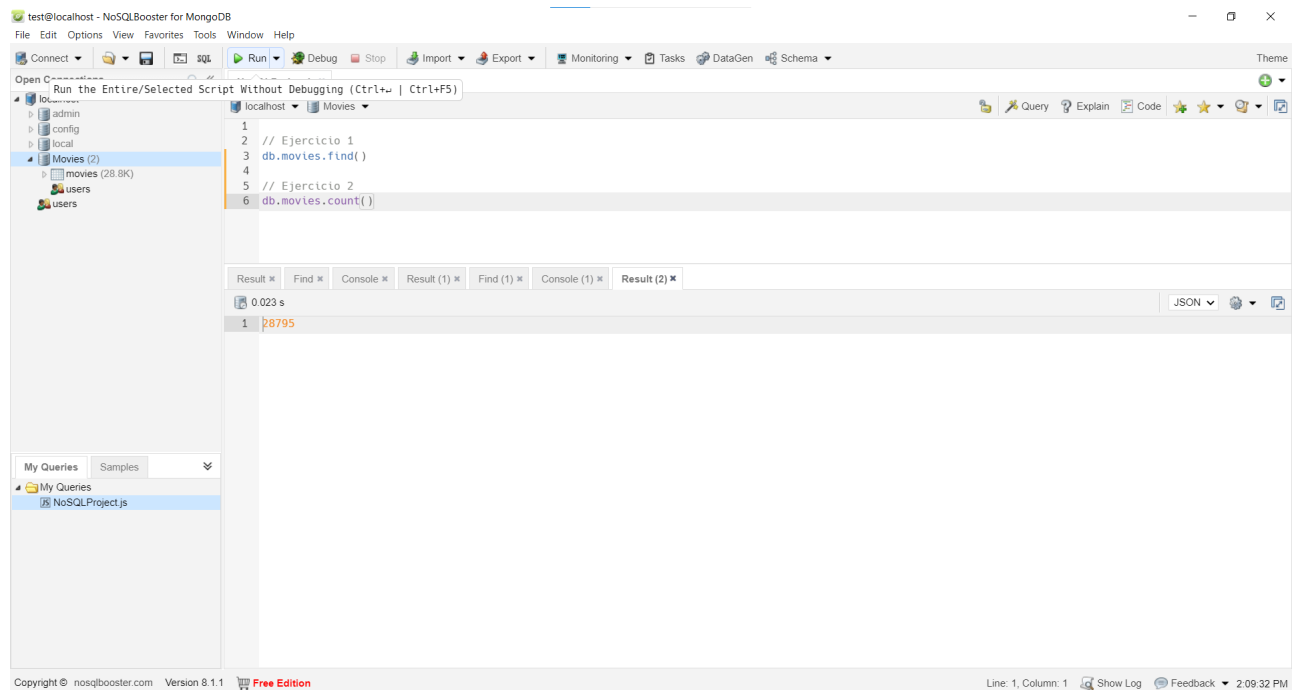 test@localhost - NoSQLBooster for MongoDB
File Edit Options View Favorites Tools Window Help
Connect SQL Run Debug Stop Import Export Monitoring Tasks DataGen Schema Theme
Open Connections
Run the Entire/Selected Script Without Debugging (Ctrl+↵ | Ctrl+F5)
localhost
admin
config
local
Movies (2)
movies (28.8K)
users
users
localhost Movies Query Explain Code
1
2 // Ejercicio 1
3 db.movies.find()
4
5 // Ejercicio 2
6 db.movies.count()
Result Find Console Result (1) Find (1) Console (1) Result (2)
0.023 s JSON
1 28795
My Queries Samples
My Queries
JS NoSQLProject.js
Copyright © nosqlbooster.com Version 8.1.1 Free Edition Line: 1, Column: 1 Show Log Feedback 2:09:32 PM